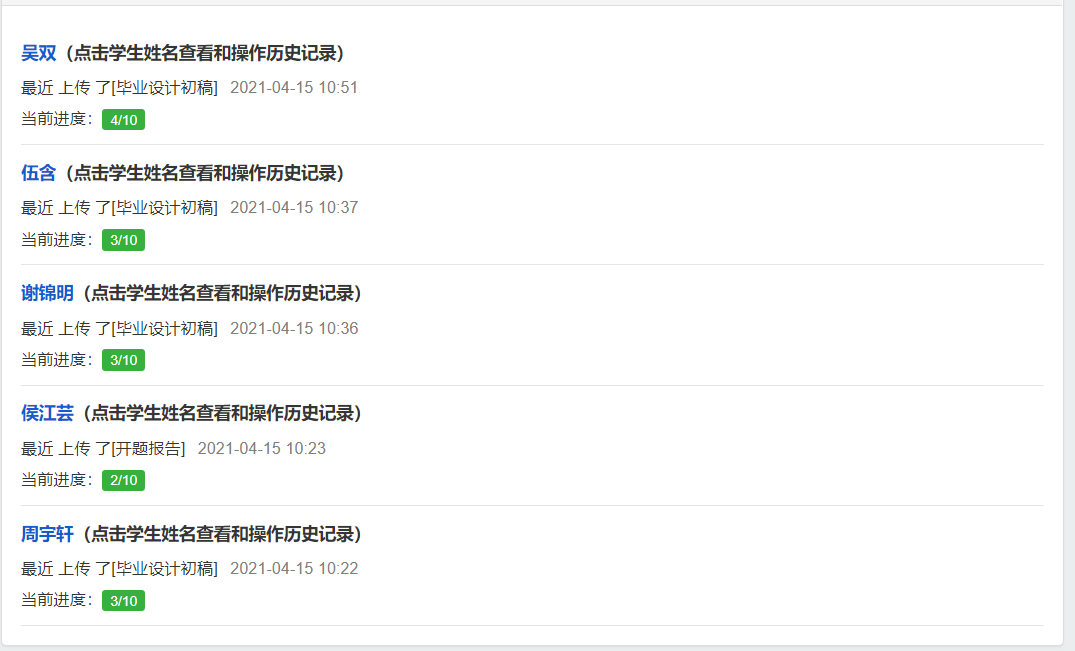 吴双（点击学生姓名查看和操作历史记录）
最近 上传 了[毕业设计初稿] 2021-04-15 10:51
当前进度： 4/10
伍含（点击学生姓名查看和操作历史记录）
最近 上传 了[毕业设计初稿] 2021-04-15 10:37
当前进度： 3/10
谢锦明（点击学生姓名查看和操作历史记录）
最近 上传 了[毕业设计初稿] 2021-04-15 10:36
当前进度： 3/10
侯江芸（点击学生姓名查看和操作历史记录）
最近 上传 了[开题报告] 2021-04-15 10:23
当前进度： 2/10
周宇轩（点击学生姓名查看和操作历史记录）
最近 上传 了[毕业设计初稿] 2021-04-15 10:22
当前进度： 3/10